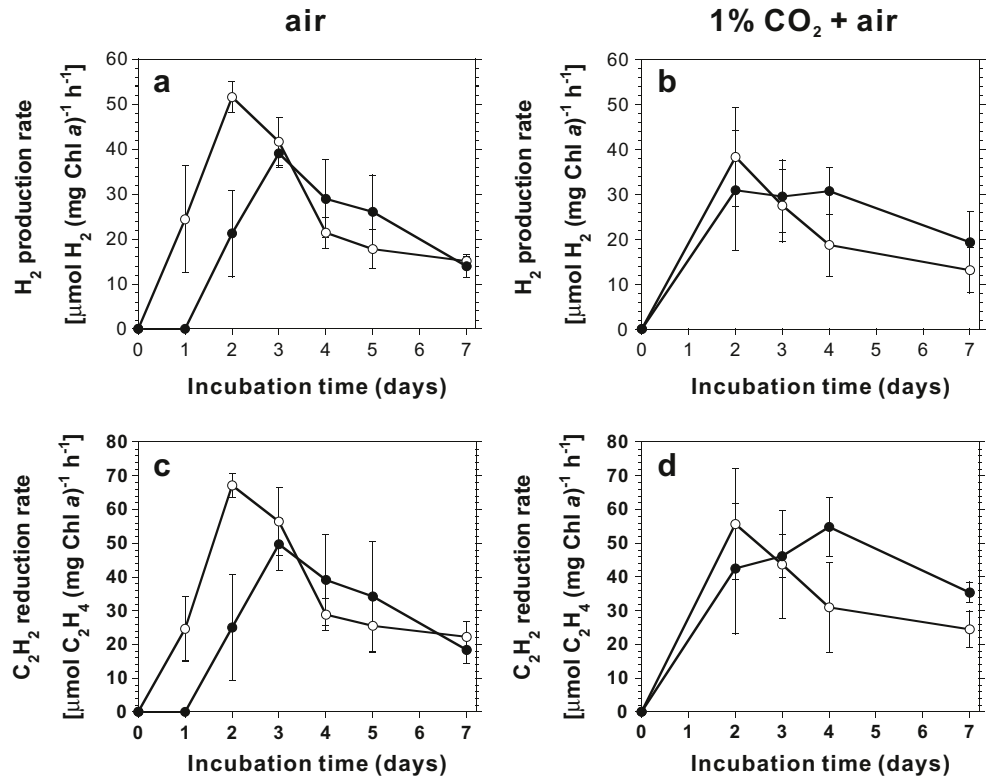 air
1% CO₂ + air
a
60
50
40
30
20
10
0
H₂ production rate
[μmol H₂ (mg Chl a)⁻¹ h⁻¹]
0 1 2 3 4 5 7
Incubation time (days)
b
60
50
40
30
20
10
0
H₂ production rate
[μmol H₂ (mg Chl a)⁻¹ h⁻¹]
0 1 2 3 4 5 7
Incubation time (days)
c
80
70
60
50
40
30
20
10
0
C₂H₂ reduction rate
[μmol C₂H₄ (mg Chl a)⁻¹ h⁻¹]
0 1 2 3 4 5 7
Incubation time (days)
d
80
70
60
50
40
30
20
10
0
C₂H₂ reduction rate
[μmol C₂H₄ (mg Chl a)⁻¹ h⁻¹]
0 1 2 3 4 5 7
Incubation time (days)